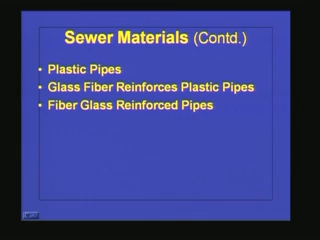 Sewer Materials (Contd.)
• Plastic Pipes
• Glass Fiber Reinforces Plastic Pipes
• Fiber Glass Reinforced Pipes